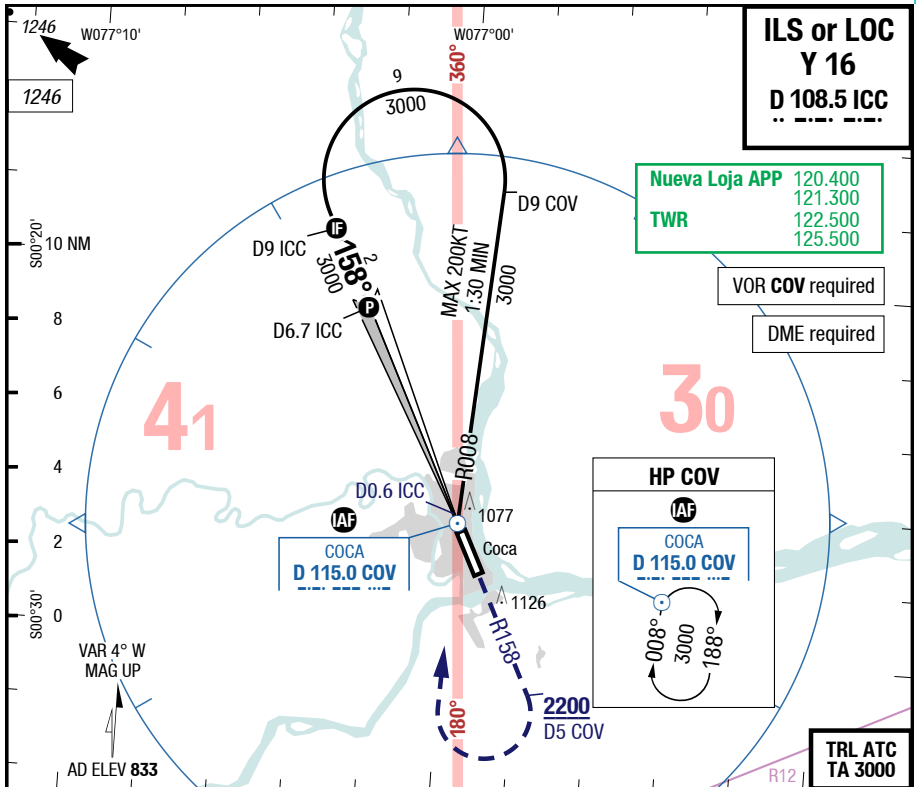 1246
W077°10'
W077°00'
360°
ILS or LOC
Y 16
D 108.5 ICC
1246
9
3000
Nueva Loja APP 120.400
121.300
TWR 122.500
125.500
D9 COV
S00°20'
10 NM
IF
D9 ICC
158°
2
3000
MAX 200KT
1:30 MIN
3000
VOR COV required
P
D6.7 ICC
DME required
8
6
41
30
4
R008
HP COV
D0.6 ICC
1077
IAF
IAF
COCA
D 115.0 COV
Coca
COCA
D 115.0 COV
2
1126
S00°30'
0
R158
008°
3000
188°
VAR 4° W
MAG UP
180°
2200
D5 COV
AD ELEV 833
R12
TRL ATC
TA 3000